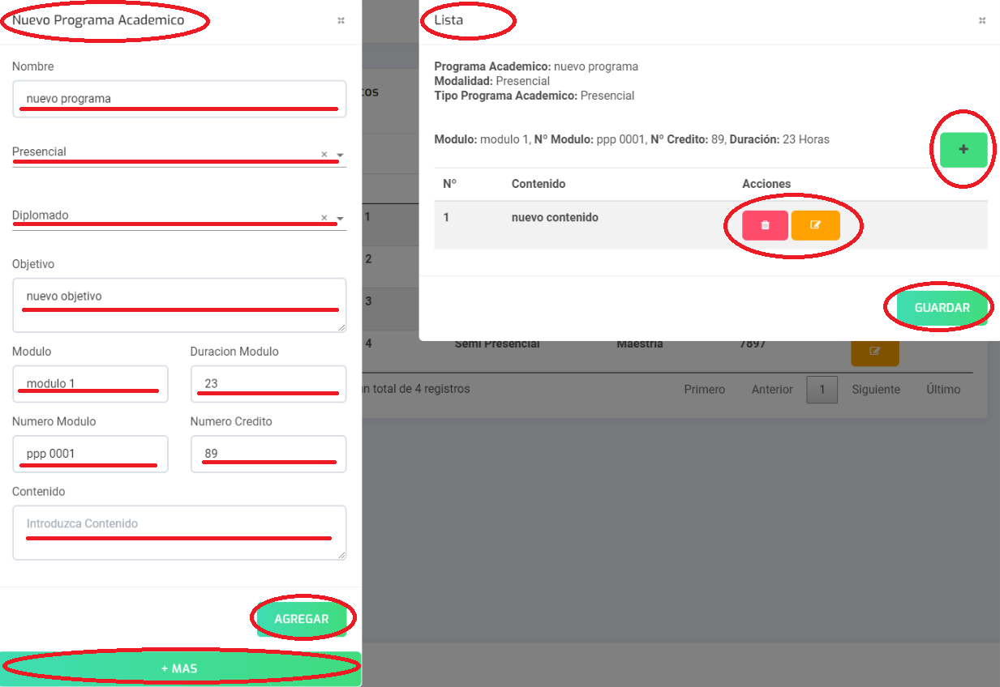 Nuevo Programa Academico
Nombre
nuevo programa
Presencial
Diplomado
Objetivo
nuevo objetivo
Modulo
Duracion Modulo
modulo 1
23
Numero Modulo
Numero Credito
ppp 0001
89
Contenido
Introduzca Contenido
AGREGAR
+ MAS
Lista
Programa Academico: nuevo programa
Modalidad: Presencial
Tipo Programa Academico: Presencial
Modulo: modulo 1, Nº Modulo: ppp 0001, Nº Credito: 89, Duración: 23 Horas
+
Nº Contenido Acciones
1 nuevo contenido
GUARDAR
1
2
3
4 Semi Presencial Maestria 7897
total de 4 registros
Primero Anterior 1 Siguiente Último